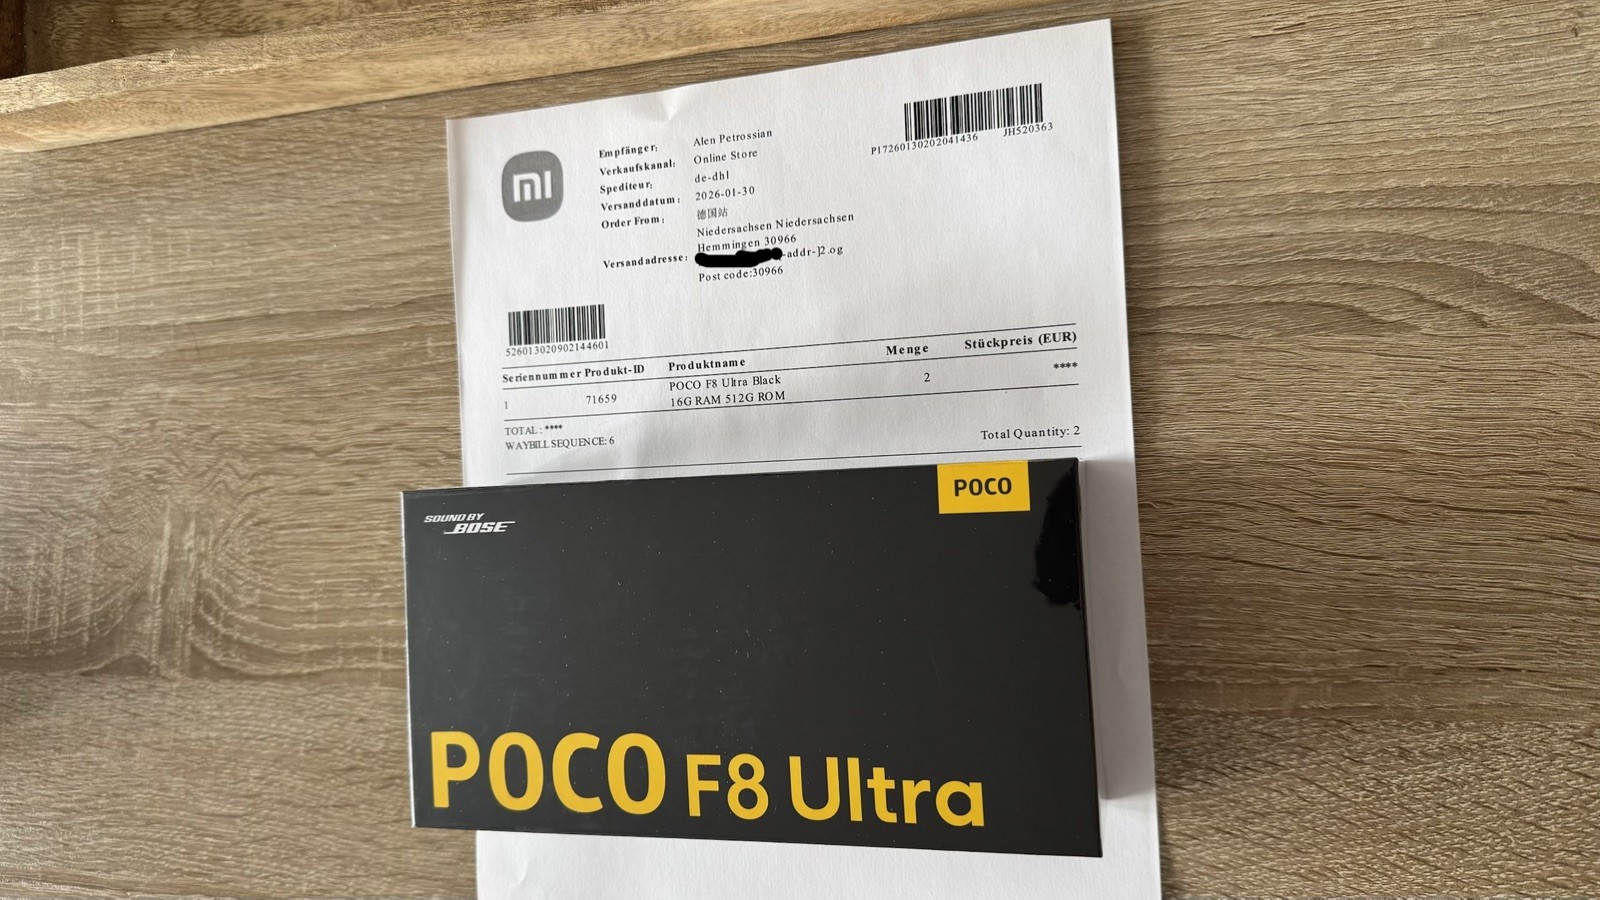 mi
Empfänger: Alen Petrossian
Verkaufskanal: Online Store
Spediteur: de-dhl
Versanddatum: 2026-01-30
Order From: 德国站
Niedersachsen Niedersachsen
Hemmingen 30966
Versandadresse: -addr-]2.og
Post code:30966
P1726013020204143​6 JH520363
526013020902144601
Seriennummer Produkt-ID Produktname Menge Stückpreis (EUR)
1 71659 POCO F8 Ultra Black 2 ****
16G RAM 512G ROM
TOTAL : ****
WAYBILL SEQUENCE: 6
Total Quantity: 2
SOUND BY
BOSE
POCO
POCO F8 Ultra